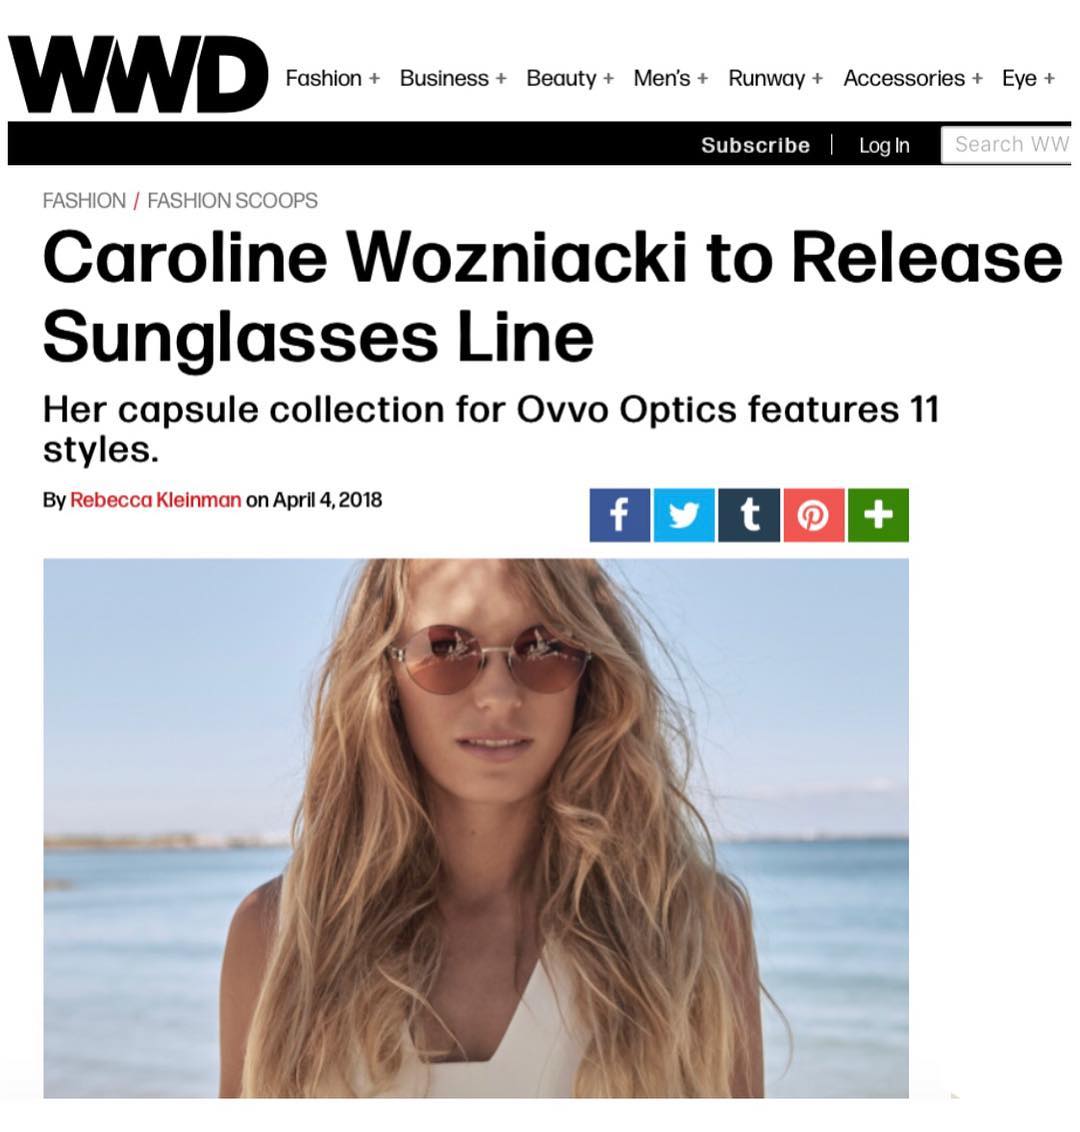 WWD
Fashion + Business + Beauty + Men's + Runway + Accessories + Eye +
Subscribe | Log In Search WW
FASHION / FASHION SCOOPS
Caroline Wozniacki to Release
Sunglasses Line
Her capsule collection for Ovvo Optics features 11
styles.
By Rebecca Kleinman on April 4, 2018
f t +